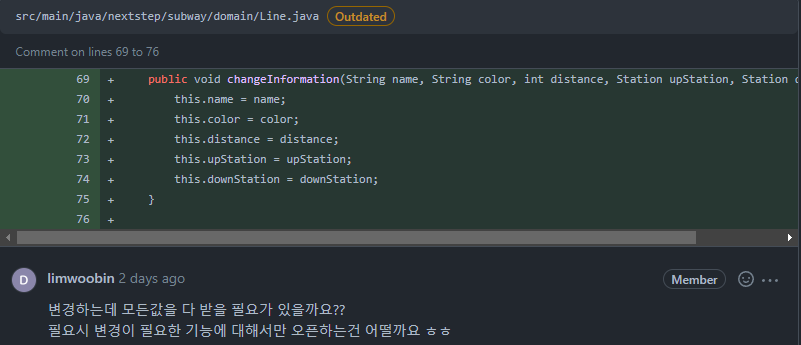 src/main/java/nextstep/subway/domain/Line.java Outdated
Comment on lines 69 to 76
69 + public void changeInformation(String name, String color, int distance, Station upStation, Station
70 + this.name = name;
71 + this.color = color;
72 + this.distance = distance;
73 + this.upStation = upStation;
74 + this.downStation = downStation;
75 + }
76 +
D limwoobin 2 days ago Member
변경하는데 모든값을 다 받을 필요가 있을까요??
필요시 변경이 필요한 기능에 대해서만 오픈하는건 어떨까요 ㅎㅎ